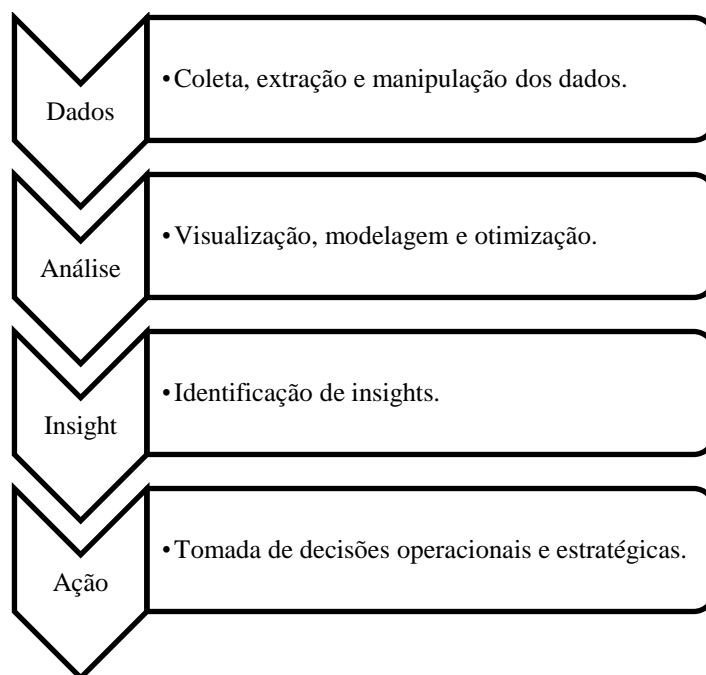 Dados
•Coleta, extração e manipulação dos dados.
Análise
•Visualização, modelagem e otimização.
Insight
•Identificação de insights.
Ação
•Tomada de decisões operacionais e estratégicas.